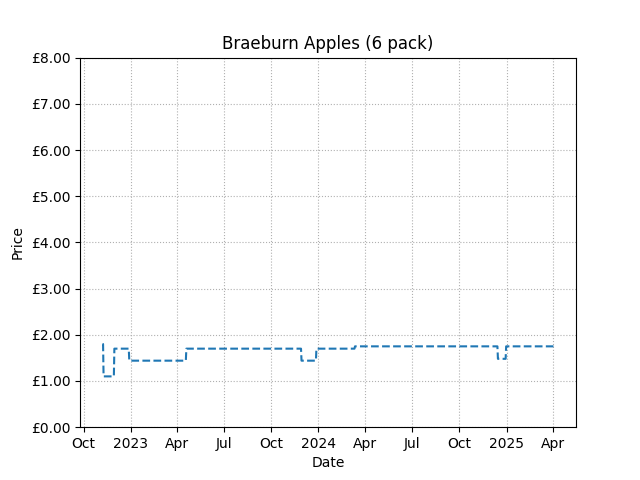 Braeburn Apples (6 pack)
£8.00
£7.00
£6.00
£5.00
£4.00
£3.00
£2.00
£1.00
£0.00
Price
Oct 2023 Apr Jul Oct 2024 Apr Jul Oct 2025 Apr
Date